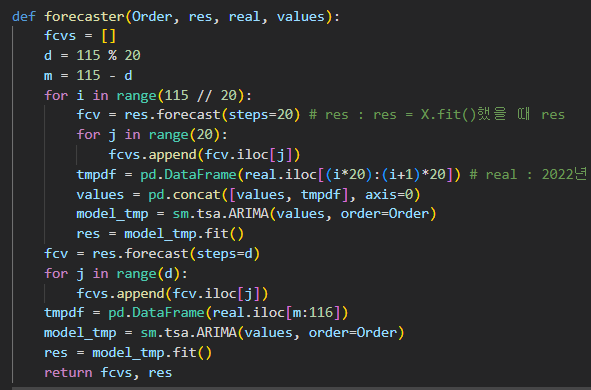 def forecaster(Order, res, real, values):
    fcvs = []
    d = 115 % 20
    m = 115 - d
    for i in range(115 // 20):
        fcv = res.forecast(steps=20) # res : res = X.fit()했을 때 res
        for j in range(20):
            fcvs.append(fcv.iloc[j])
        tmpdf = pd.DataFrame(real.iloc[(i*20):(i+1)*20]) # real : 2022년
        values = pd.concat([values, tmpdf], axis=0)
        model_tmp = sm.tsa.ARIMA(values, order=Order)
        res = model_tmp.fit()
    fcv = res.forecast(steps=d)
    for j in range(d):
        fcvs.append(fcv.iloc[j])
    tmpdf = pd.DataFrame(real.iloc[m:116])
    model_tmp = sm.tsa.ARIMA(values, order=Order)
    res = model_tmp.fit()
    return fcvs, res